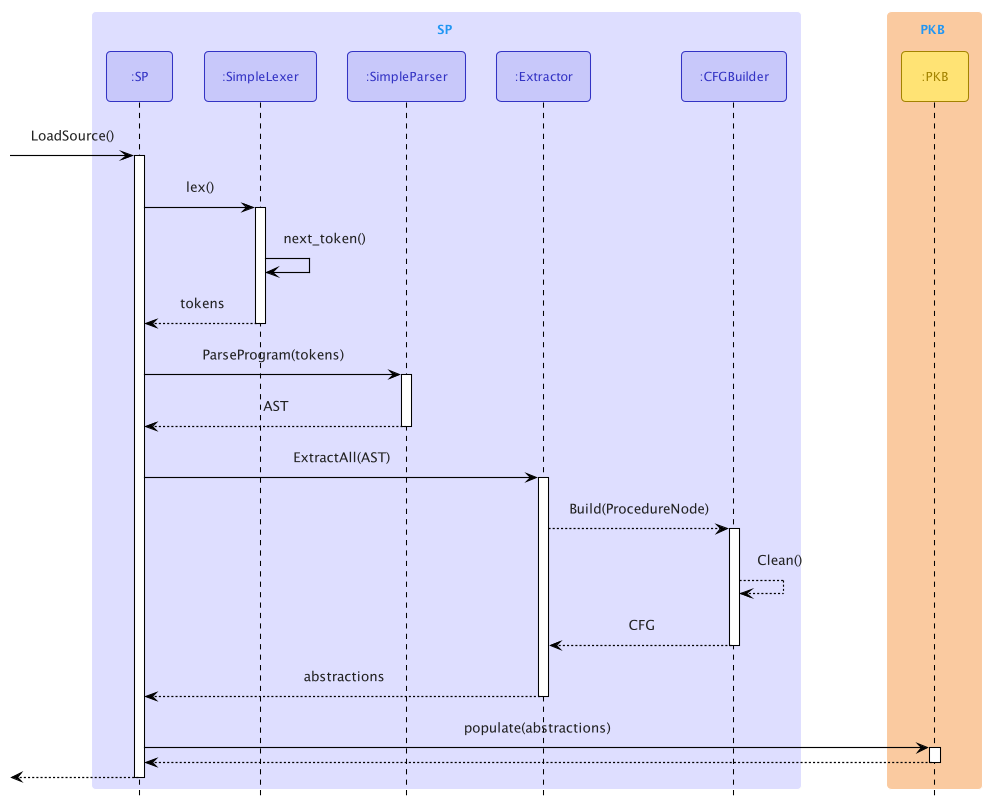 SP
PKB
:SP
:SimpleLexer
:SimpleParser
:Extractor
:CFGBuilder
:PKB
LoadSource()
lex()
next_token()
tokens
ParseProgram(tokens)
AST
ExtractAll(AST)
Build(ProcedureNode)
Clean()
CFG
abstractions
populate(abstractions)